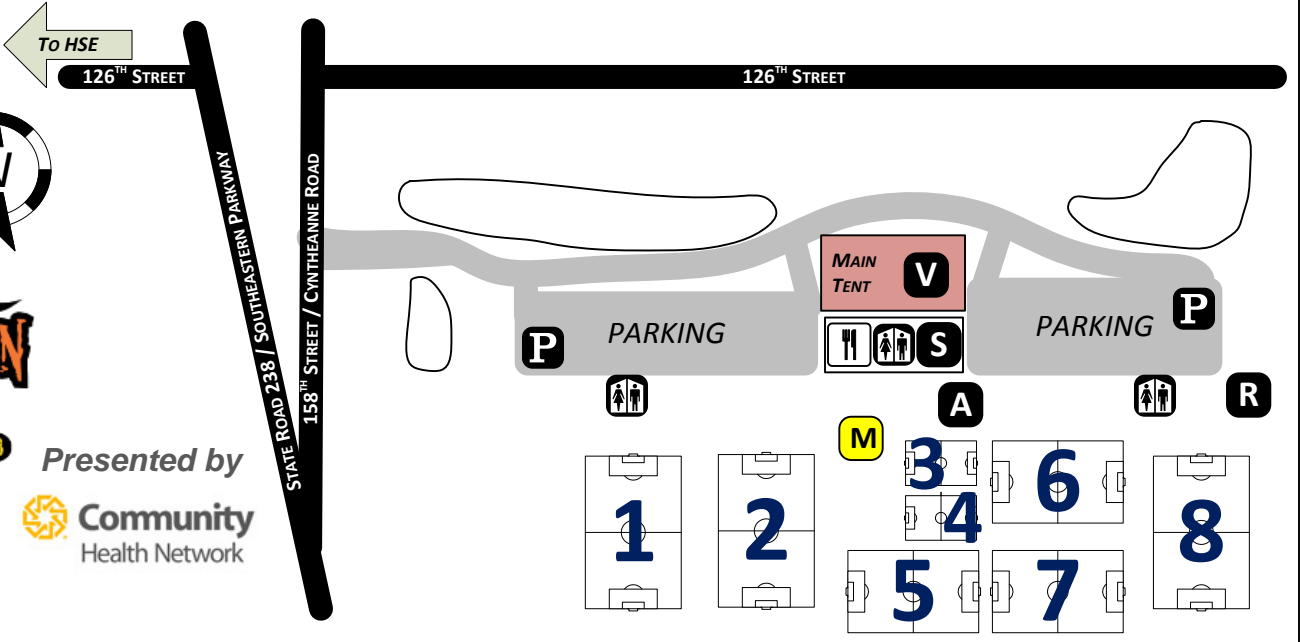 TO HSE
126TH STREET
126TH STREET
STATE ROAD 238 / SOUTHEASTERN PARKWAY
158TH STREET / CYNTHEANNE ROAD
MAIN
TENT
V
P
PARKING
S
PARKING
P
A
R
M
Presented by
Community
Health Network
1
2
3
4
5
6
7
8